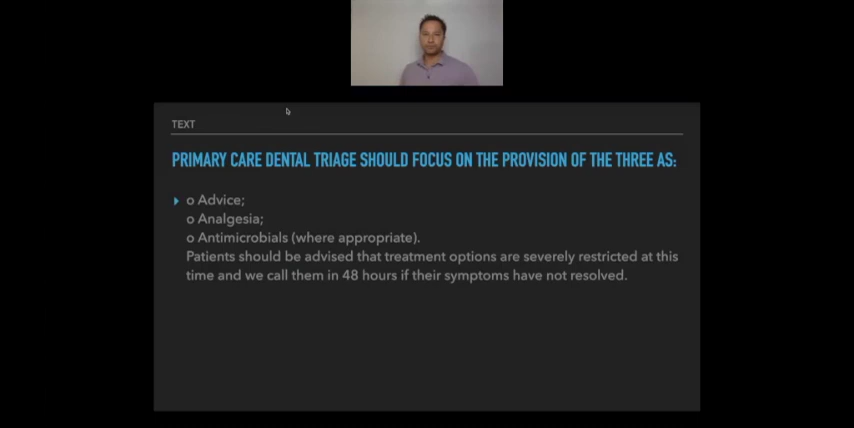 TEXT
PRIMARY CARE DENTAL TRIAGE SHOULD FOCUS ON THE PROVISION OF THE THREE AS:
o Advice;
o Analgesia;
o Antimicrobials (where appropriate).
Patients should be advised that treatment options are severely restricted at this
time and we call them in 48 hours if their symptoms have not resolved.